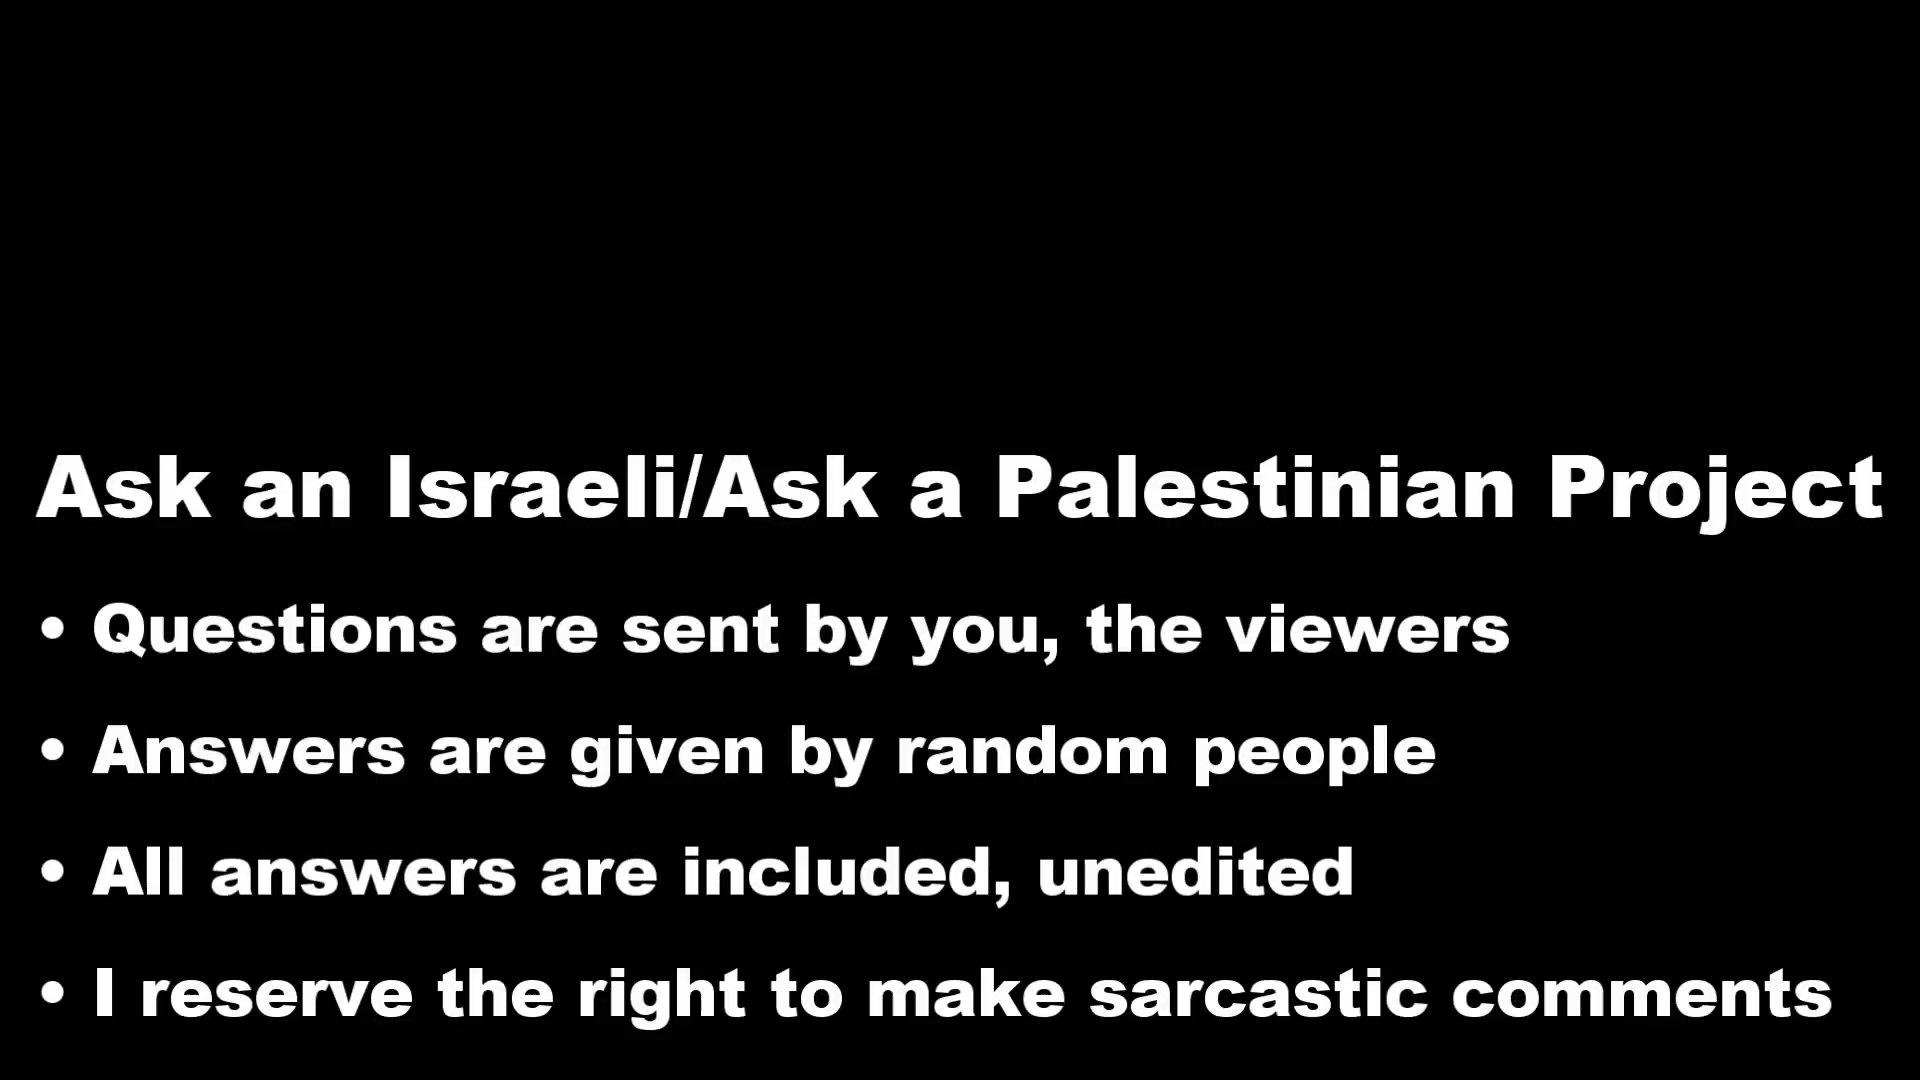 Ask an Israeli/Ask a Palestinian Project
• Questions are sent by you, the viewers
• Answers are given by random people
• All answers are included, unedited
• I reserve the right to make sarcastic comments